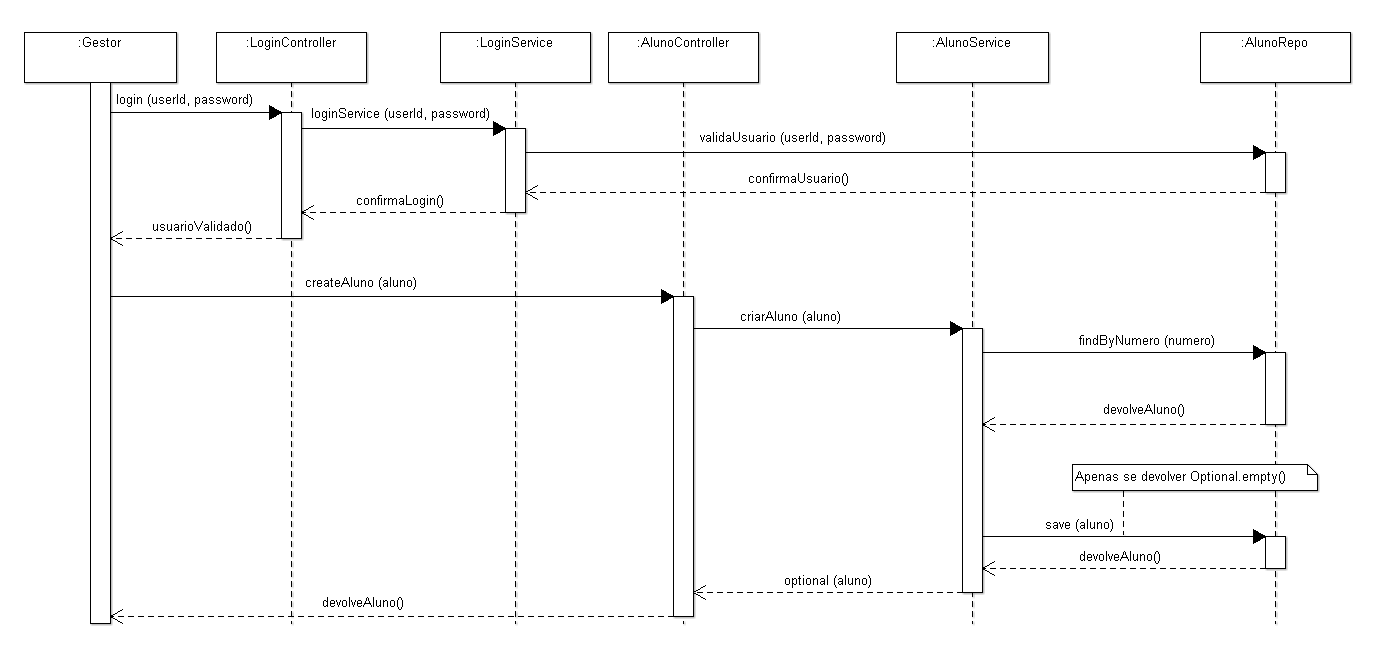 :Gestor
:LoginController
:LoginService
:AlunoController
:AlunoService
:AlunoRepo
login (userId, password)
loginService (userId, password)
validaUsuario (userId, password)
confirmaUsuario()
confirmaLogin()
usuarioValidado()
createAluno (aluno)
criarAluno (aluno)
findByNumero (numero)
devolveAluno()
Apenas se devolver Optional.empty()
save (aluno)
devolveAluno()
optional (aluno)
devolveAluno()